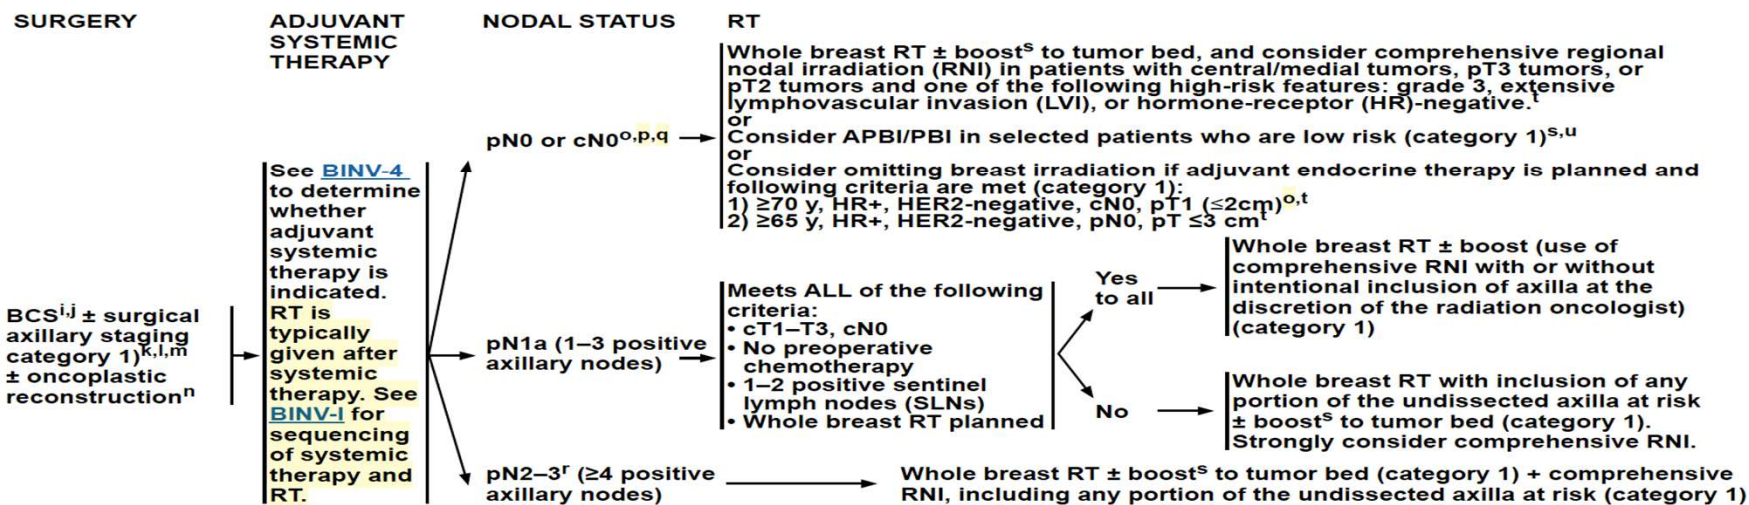 SURGERY
ADJUVANT
SYSTEMIC
THERAPY
NODAL STATUS
RT
BCSi,j ± surgical
axillary staging
category 1)k,l,m
± oncoplastic
reconstructionn
See BINV-4
to determine
whether
adjuvant
systemic
therapy is
indicated.
RT is
typically
given after
systemic
therapy. See
BINV-I for
sequencing
of systemic
therapy and
RT.
pN0 or cN0o,p,q
Whole breast RT ± boosts to tumor bed, and consider comprehensive regional
nodal irradiation (RNI) in patients with central/medial tumors, pT3 tumors, or
pT2 tumors and one of the following high-risk features: grade 3, extensive
lymphovascular invasion (LVI), or hormone-receptor (HR)-negative.t
or
Consider APBI/PBI in selected patients who are low risk (category 1)s,u
or
Consider omitting breast irradiation if adjuvant endocrine therapy is planned and
following criteria are met (category 1):
1) ≥70 y, HR+, HER2-negative, cN0, pT1 (≤2cm)o,t
2) ≥65 y, HR+, HER2-negative, pN0, pT ≤3 cmt
pN1a (1–3 positive
axillary nodes)
Meets ALL of the following
criteria:
• cT1–T3, cN0
• No preoperative
chemotherapy
• 1–2 positive sentinel
lymph nodes (SLNs)
• Whole breast RT planned
Yes
to all
Whole breast RT ± boost (use of
comprehensive RNI with or without
intentional inclusion of axilla at the
discretion of the radiation oncologist)
(category 1)
No
Whole breast RT with inclusion of any
portion of the undissected axilla at risk
± boosts to tumor bed (category 1).
Strongly consider comprehensive RNI.
pN2–3r (≥4 positive
axillary nodes)
Whole breast RT ± boosts to tumor bed (category 1) + comprehensive
RNI, including any portion of the undissected axilla at risk (category 1)